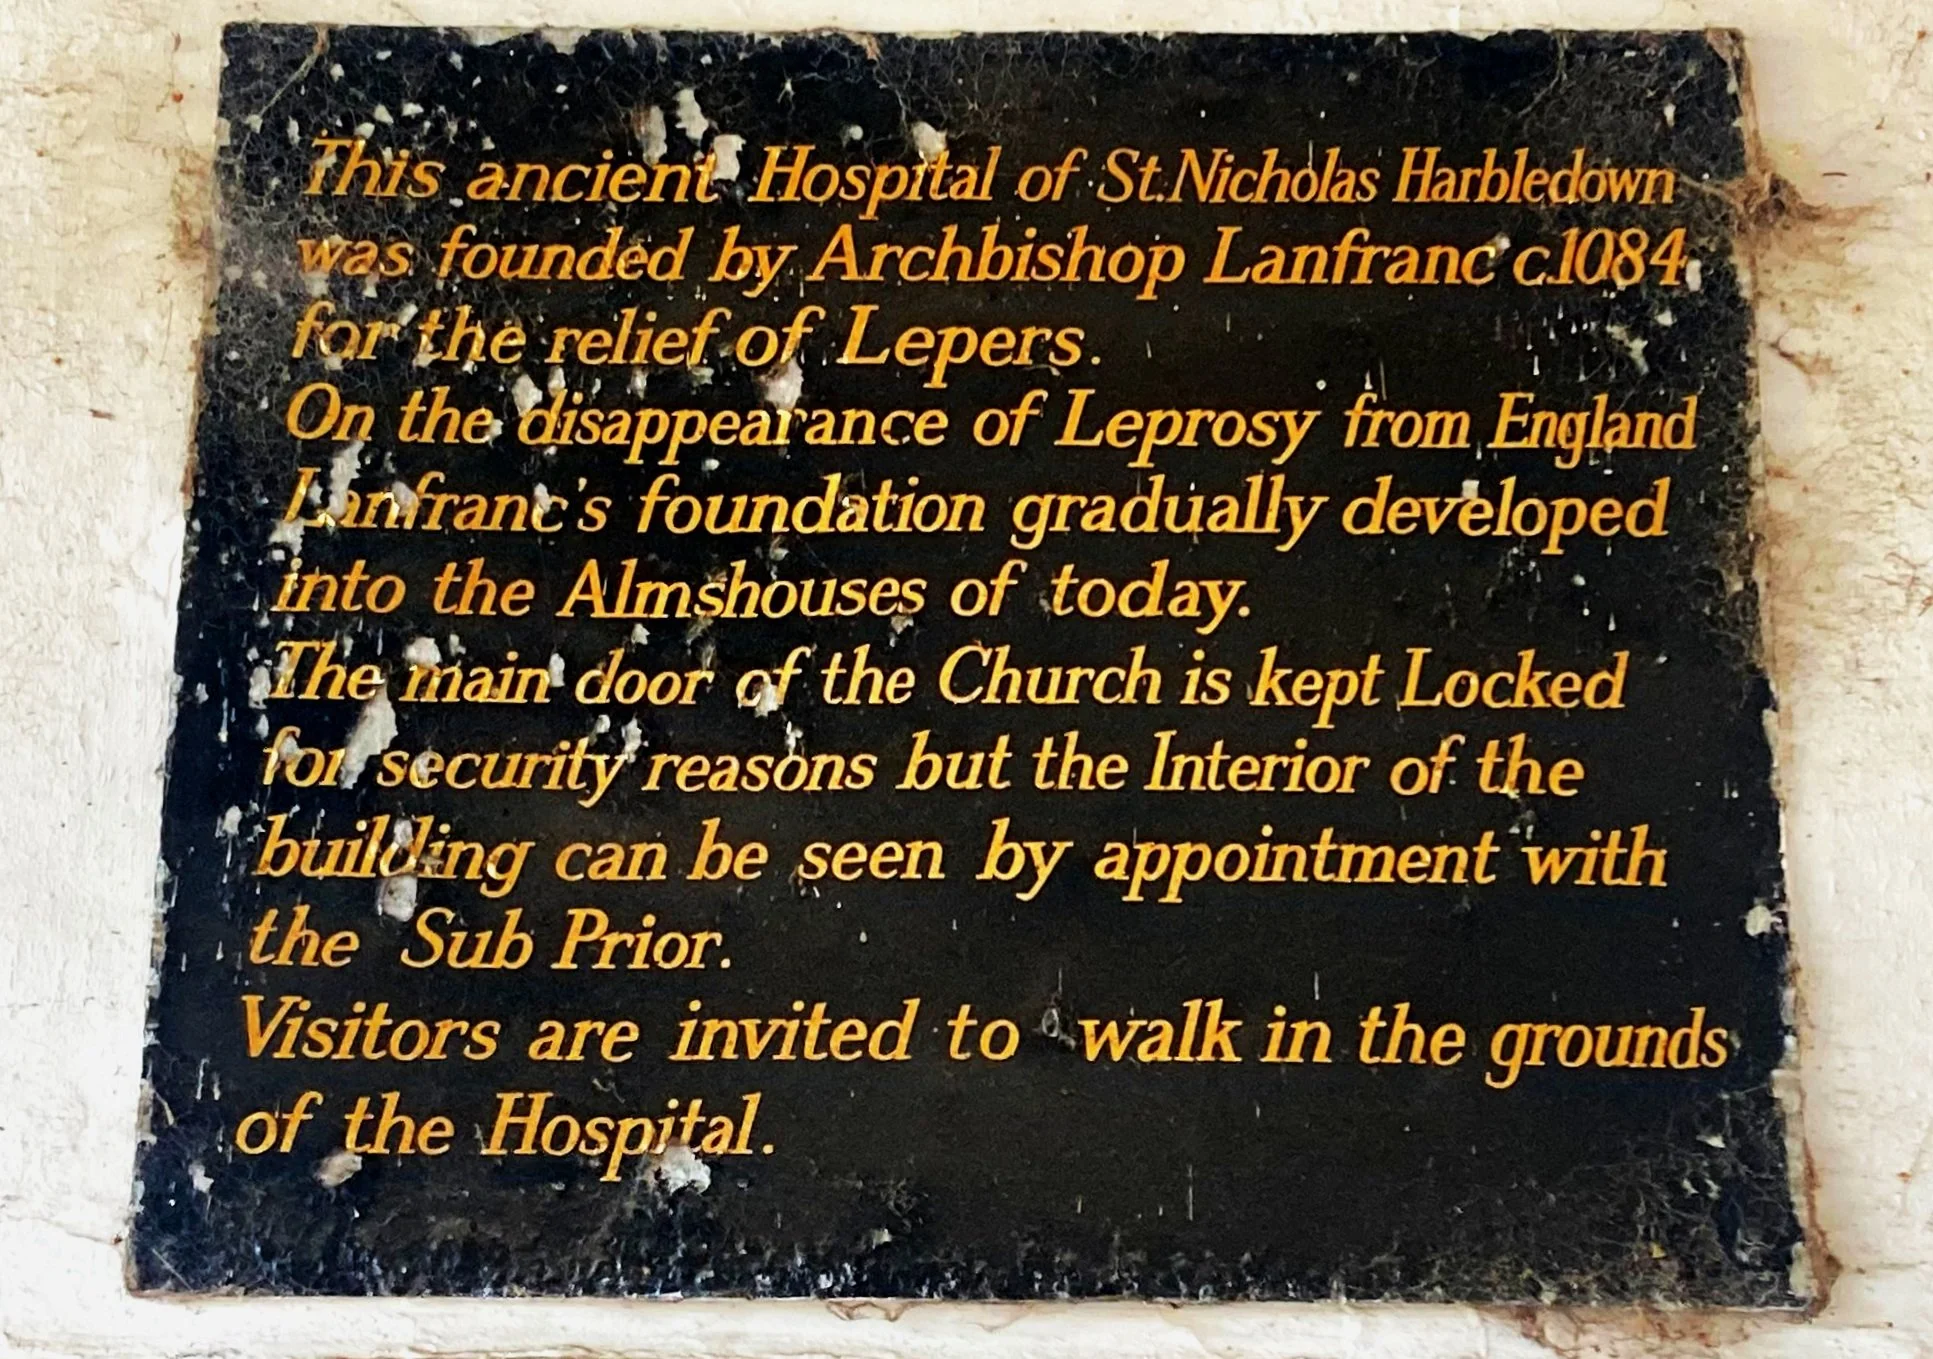 This ancient Hospital of St.Nicholas Harbledown
was founded by Archbishop Lanfranc c.1084
for the relief of Lepers.
On the disappearance of Leprosy from England
Lanfranc's foundation gradually developed
into the Almshouses of today.
The main door of the Church is kept Locked
for security reasons but the Interior of the
building can be seen by appointment with
the Sub Prior.
Visitors are invited to walk in the grounds
of the Hospital.